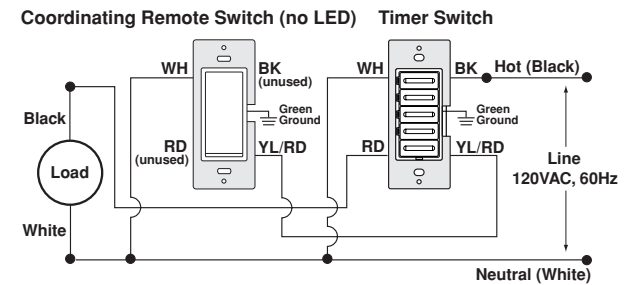 Coordinating Remote Switch (no LED)
Timer Switch
WH
BK
(unused)
WH
BK
Hot (Black)
Green
Ground
Green
Ground
Black
RD
(unused)
YL/RD
RD
YL/RD
Load
Line
120VAC, 60Hz
White
Neutral (White)